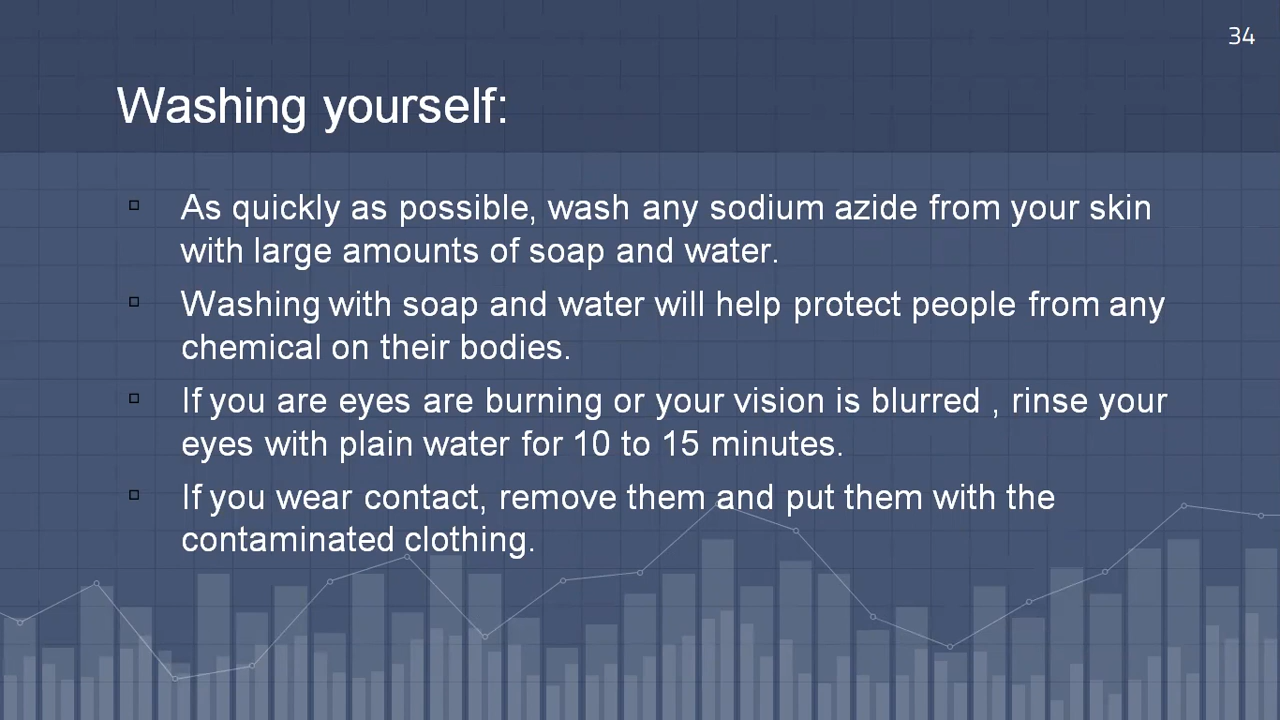 34
Washing yourself:
As quickly as possible, wash any sodium azide from your skin
with large amounts of soap and water.
Washing with soap and water will help protect people from any
chemical on their bodies.
If you are eyes are burning or your vision is blurred , rinse your
eyes with plain water for 10 to 15 minutes.
If you wear contact, remove them and put them with the
contaminated clothing.